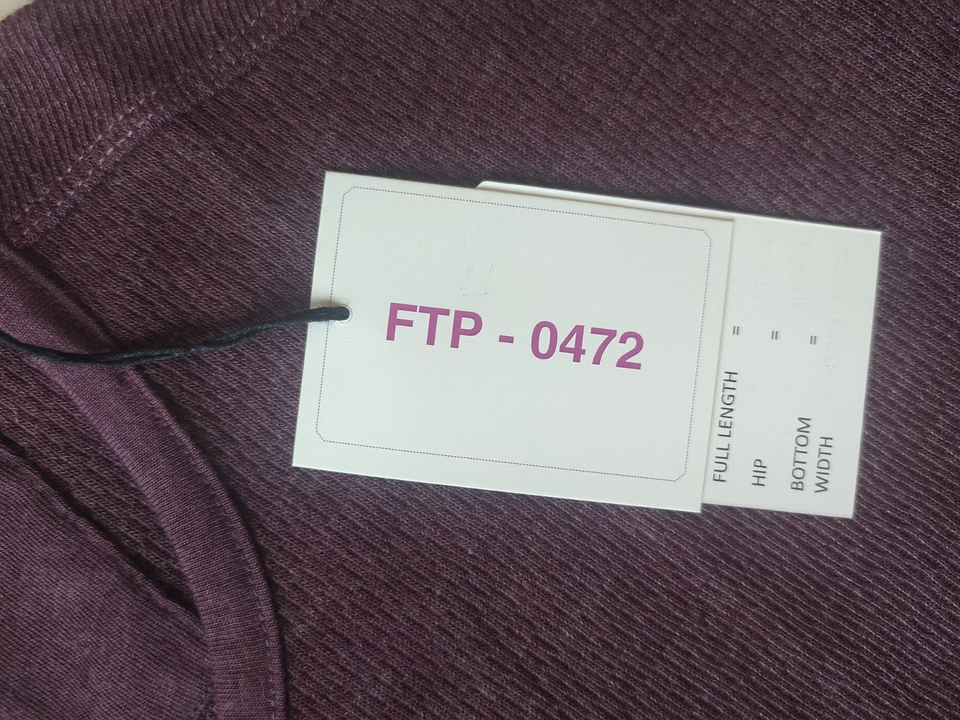 FTP - 0472
FULL LENGTH =
HIP =
BOTTOM =
WIDTH